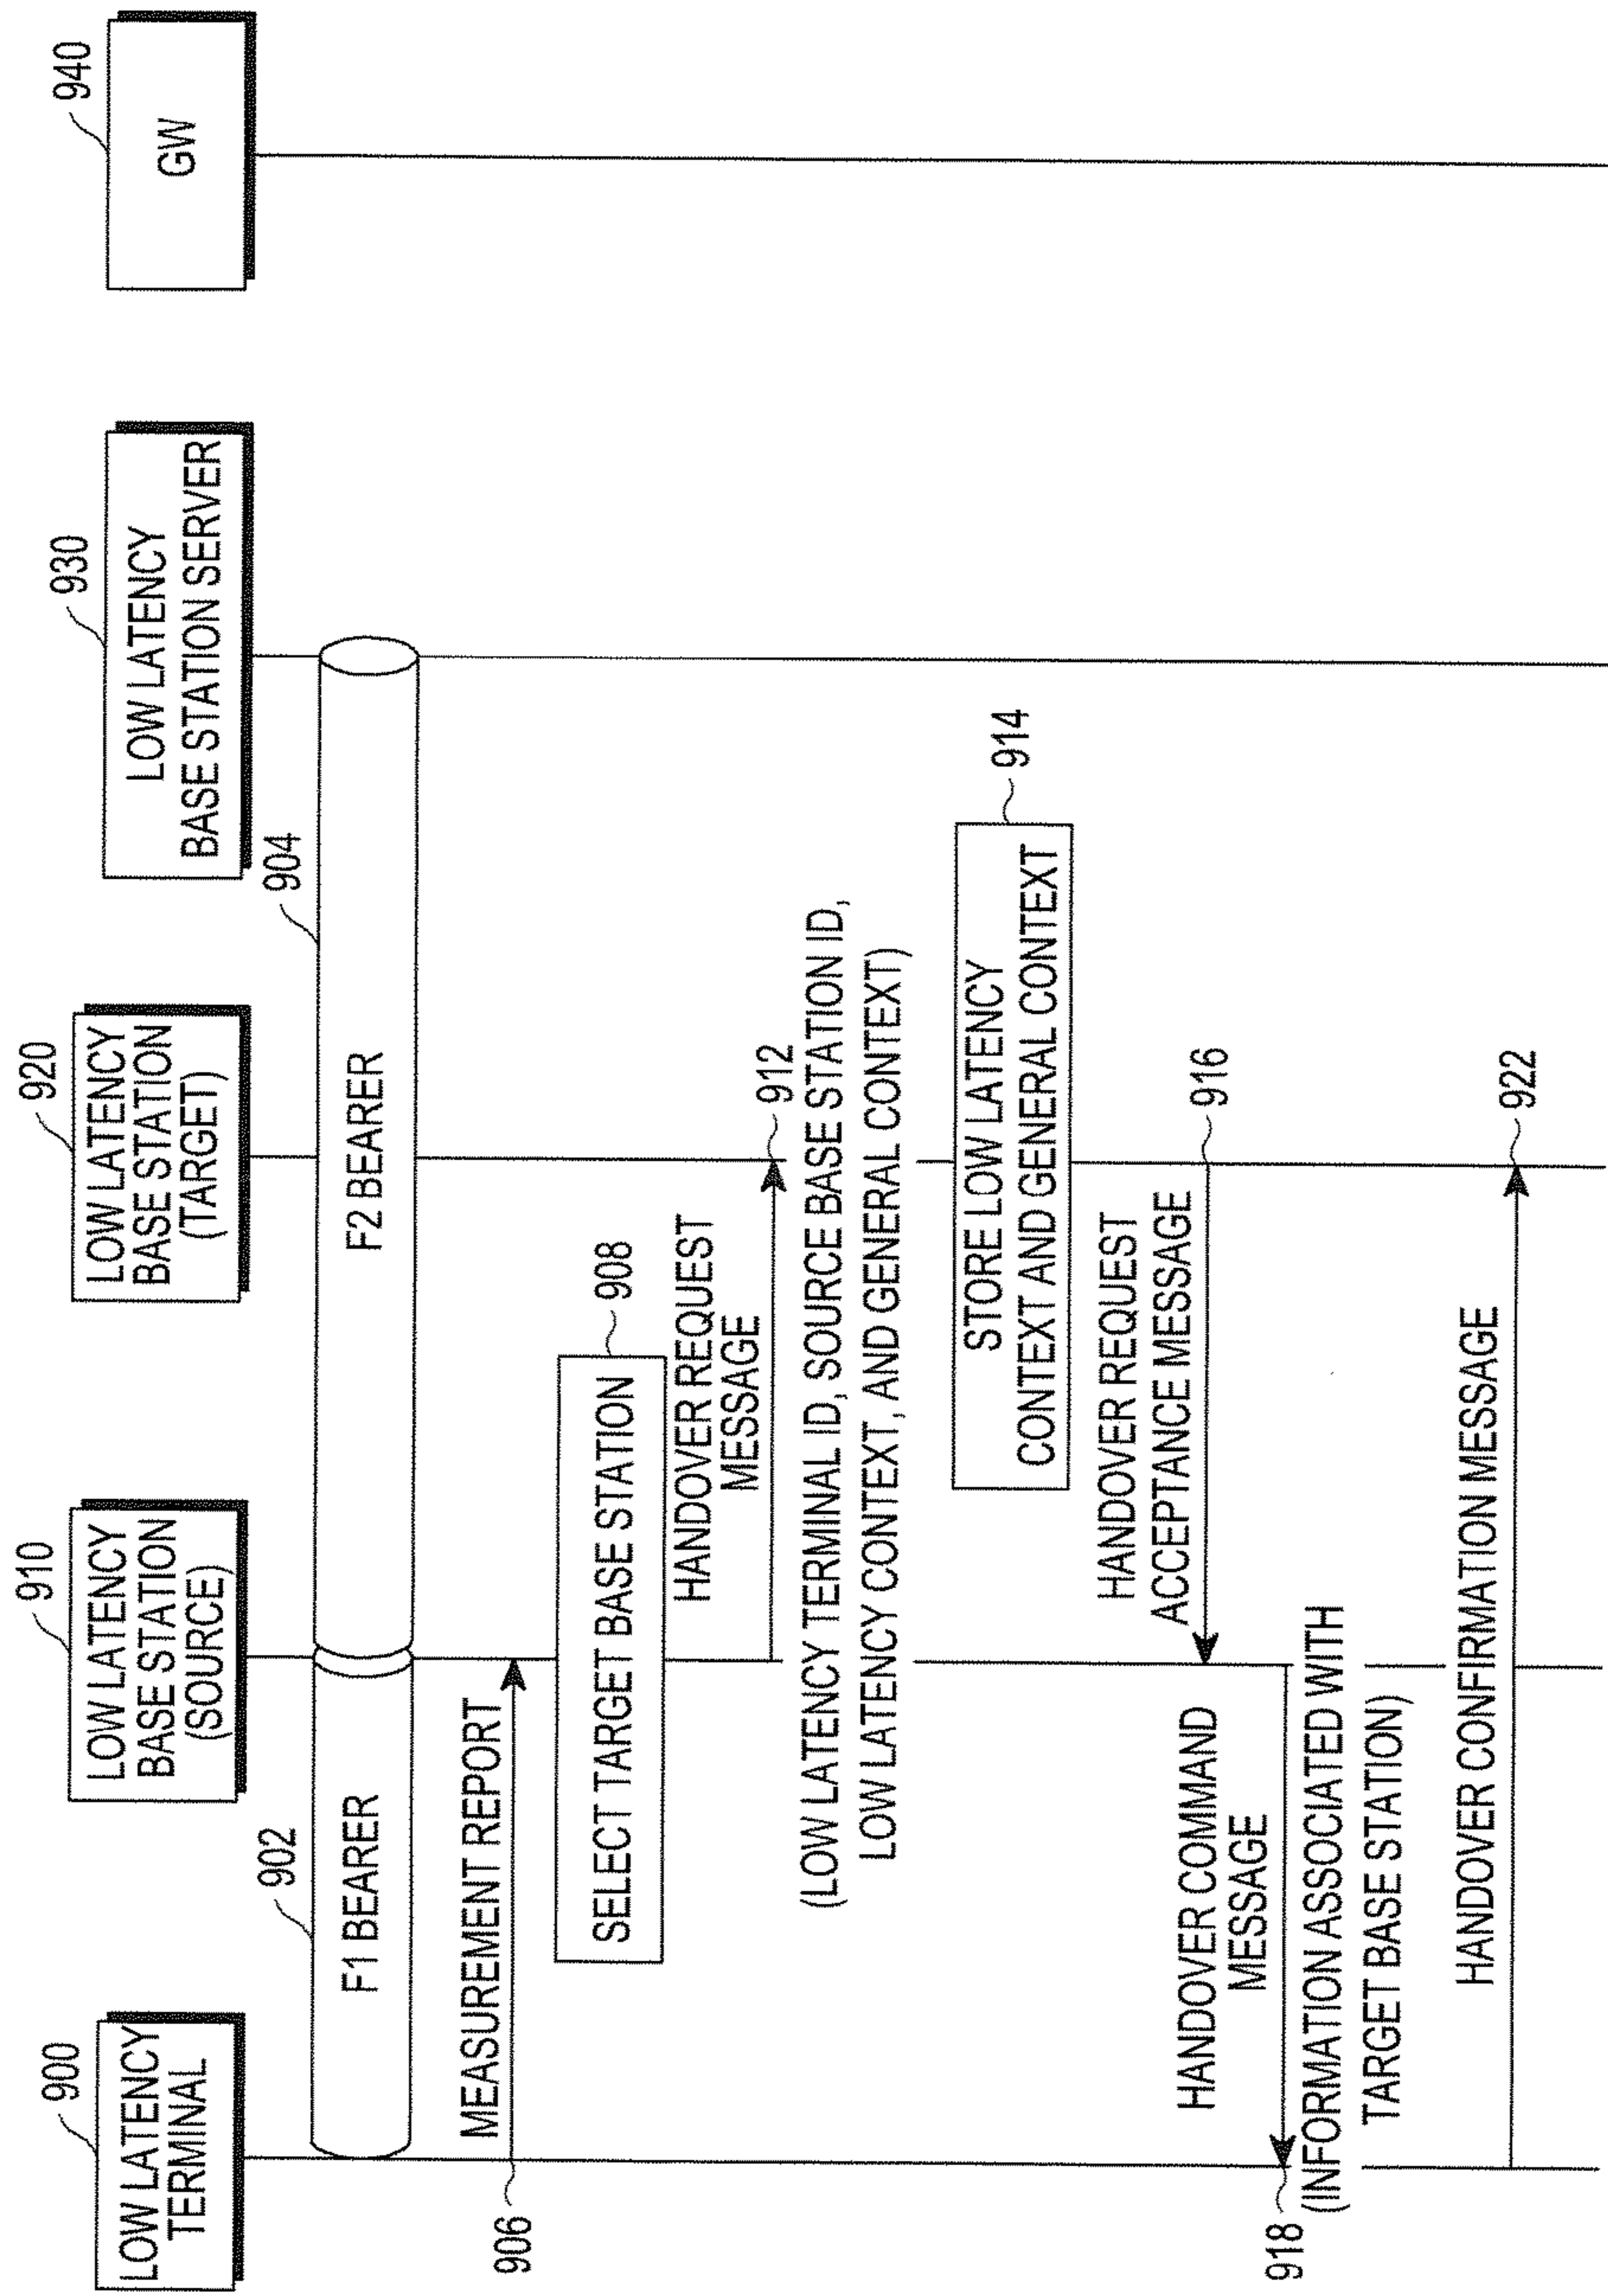 900
LOW LATENCY
TERMINAL
910
LOW LATENCY
BASE STATION
(SOURCE)
920
LOW LATENCY
BASE STATION
(TARGET)
930
LOW LATENCY
BASE STATION SERVER
940
GW
902
F1 BEARER
904
F2 BEARER
906
MEASUREMENT REPORT
SELECT TARGET BASE STATION
908
HANDOVER REQUEST
MESSAGE
912
(LOW LATENCY TERMINAL ID, SOURCE BASE STATION ID,
LOW LATENCY CONTEXT, AND GENERAL CONTEXT)
STORE LOW LATENCY
CONTEXT AND GENERAL CONTEXT
914
HANDOVER REQUEST
ACCEPTANCE MESSAGE
916
HANDOVER COMMAND
MESSAGE
918
(INFORMATION ASSOCIATED WITH
TARGET BASE STATION)
HANDOVER CONFIRMATION MESSAGE
922